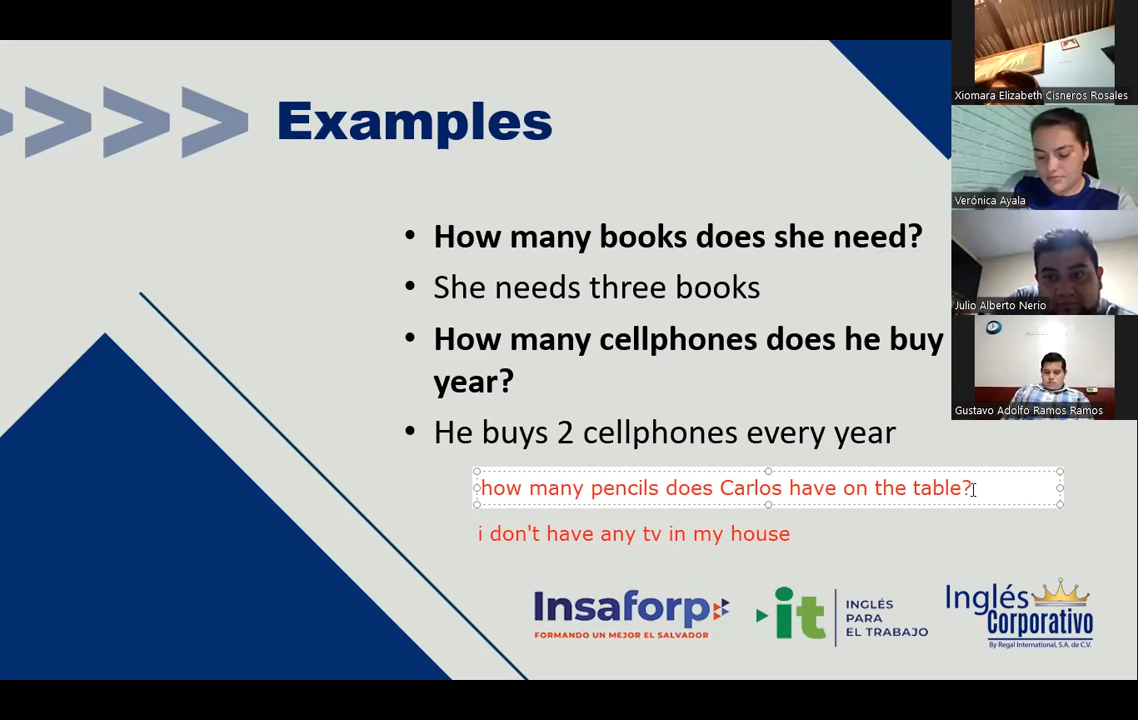 Examples
• How many books does she need?
• She needs three books
• How many cellphones does he buy
year?
• He buys 2 cellphones every year
how many pencils does Carlos have on the table?
i don't have any tv in my house
Insaforp
FORMANDO UN MEJOR EL SALVADOR
it
INGLÉS
PARA
EL TRABAJO
Inglés
Corporativo
By Regal International, S.A. de C.V.
Xiomara Elizabeth Cisneros Rosales
Verónica Ayala
Julio Alberto Nerio
Gustavo Adolfo Ramos Ramos